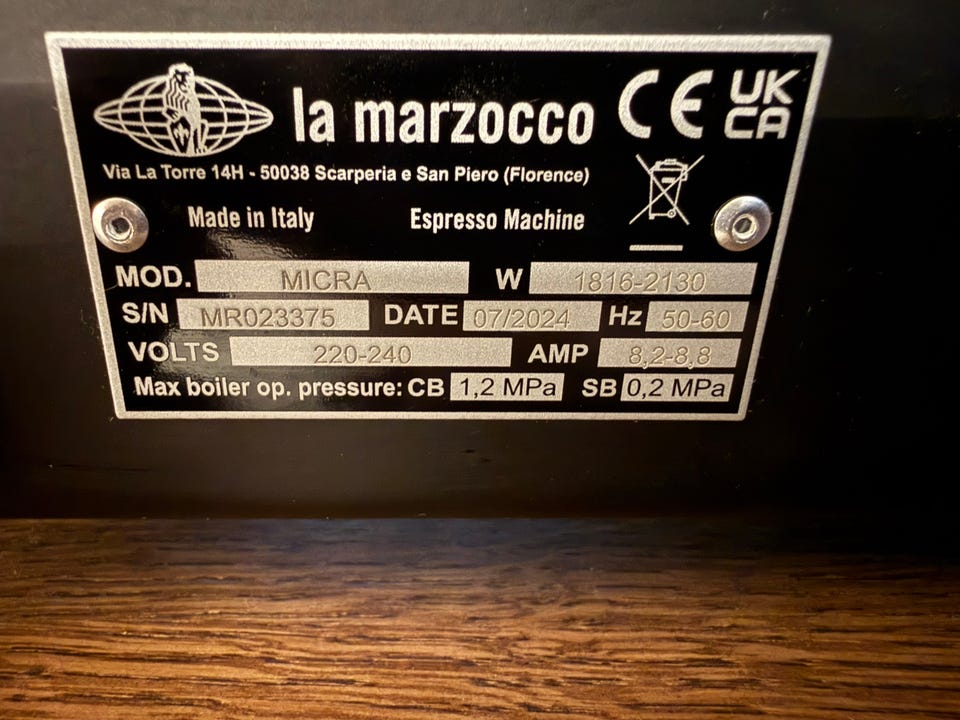 la marzocco CE UK CA
Via La Torre 14H - 50038 Scarperia e San Piero (Florence)
Made in Italy Espresso Machine
MOD. MICRA W 1816-2130
S/N MR023375 DATE 07/2024 Hz 50-60
VOLTS 220-240 AMP 8,2-8,8
Max boiler op. pressure: CB 1,2 MPa SB 0,2 MPa